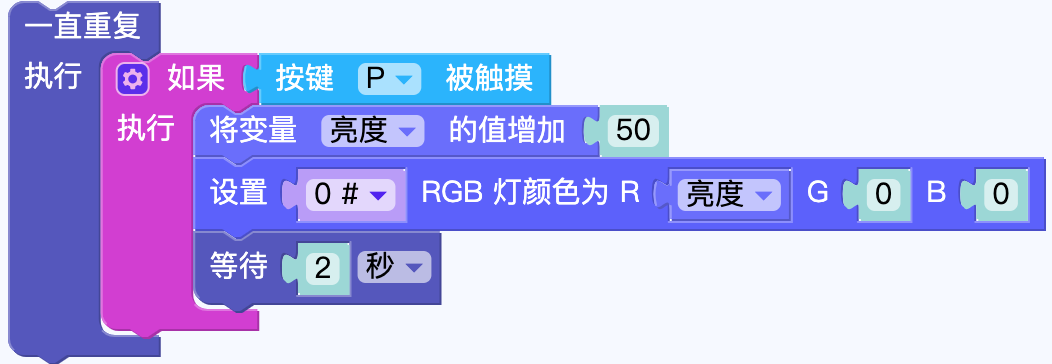 一直重复
执行 如果 按键 P 被触摸
执行 将变量 亮度 的值增加 50
设置 0 # RGB 灯颜色为 R 亮度 G 0 B 0
等待 2 秒